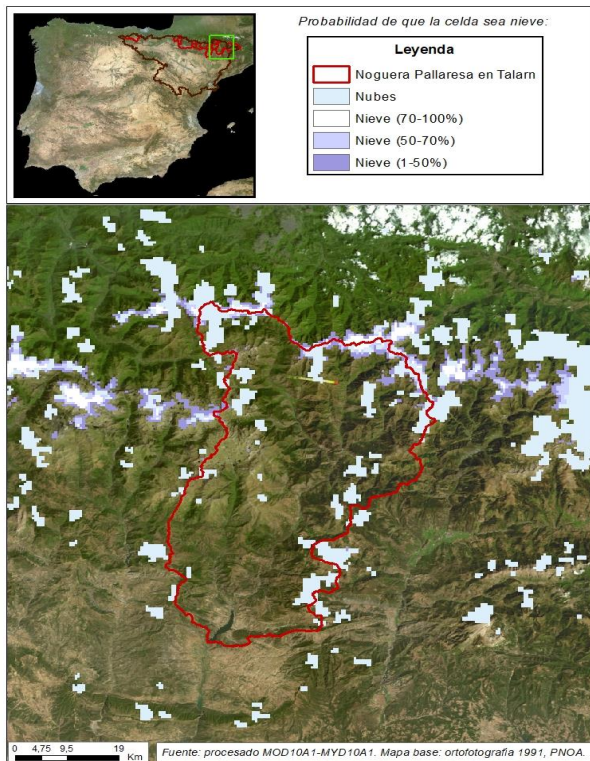 Probabilidad de que la celda sea nieve:
Leyenda
Noguera Pallaresa en Talarn
Nubes
Nieve (70-100%)
Nieve (50-70%)
Nieve (1-50%)
0 4,75 9,5 19
Km
Fuente: procesado MOD10A1-MYD10A1. Mapa base: ortofotografia 1991, PNOA.